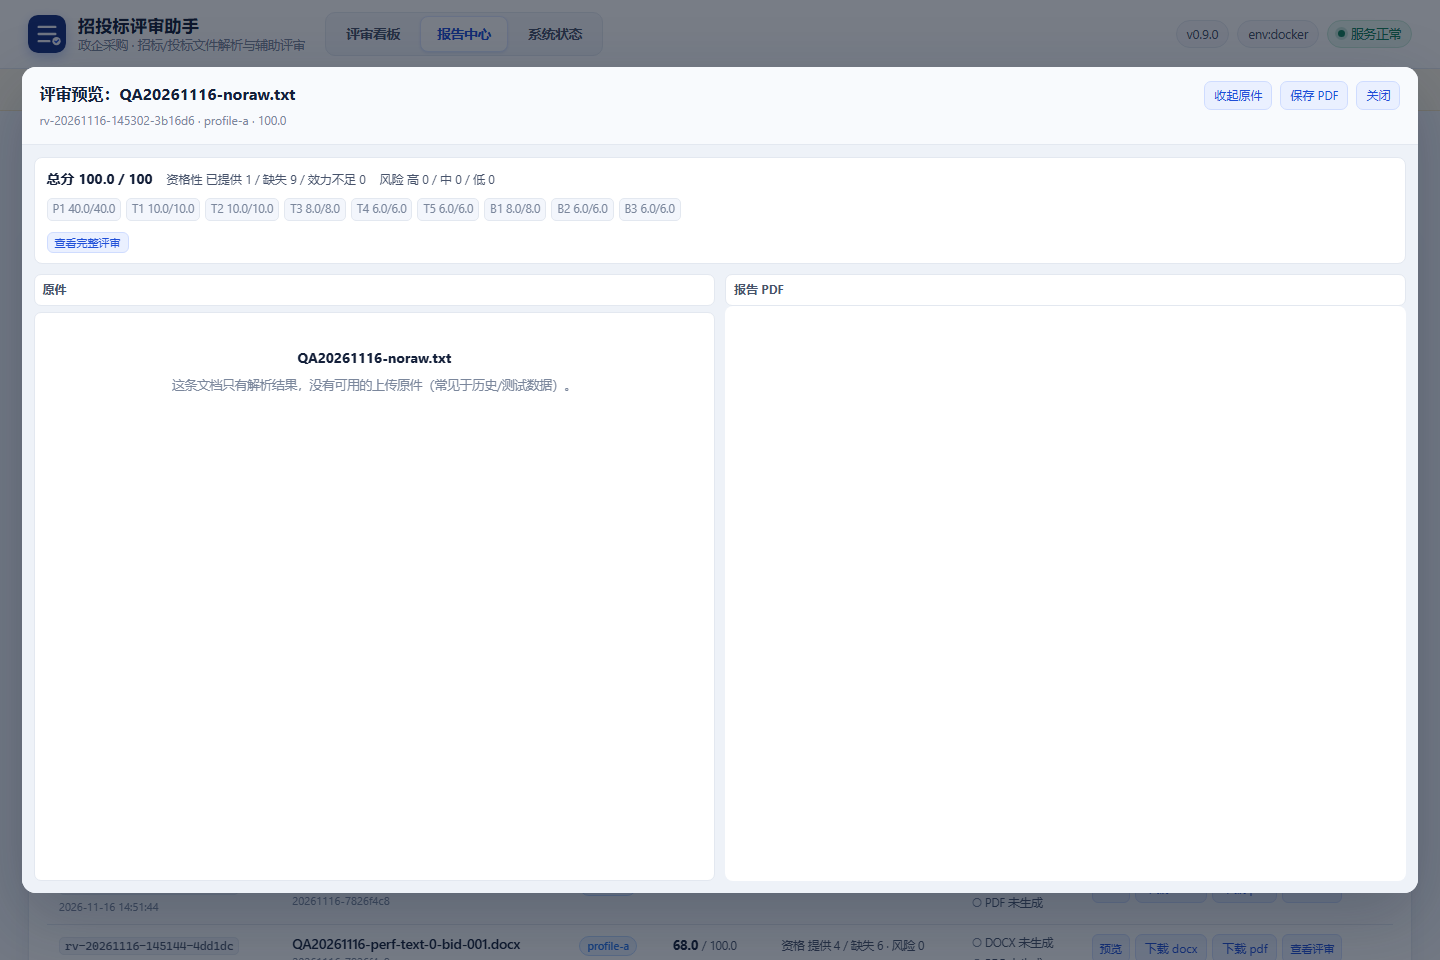 招投标评审助手
政企采购 · 招标/投标文件解析与辅助评审
评审看板
报告中心
系统状态
v0.9.0
env:docker
服务正常
评审预览：QA20261116-noraw.txt
rv-20261116-145302-3b16d6 · profile-a · 100.0
收起原件
保存 PDF
关闭
总分 100.0 / 100 资格性 已提供 1 / 缺失 9 / 效力不足 0 风险 高 0 / 中 0 / 低 0
P1 40.0/40.0 T1 10.0/10.0 T2 10.0/10.0 T3 8.0/8.0 T4 6.0/6.0 T5 6.0/6.0 B1 8.0/8.0 B2 6.0/6.0 B3 6.0/6.0
查看完整评审
原件
报告 PDF
QA20261116-noraw.txt
这条文档只有解析结果，没有可用的上传原件（常见于历史/测试数据）。
2026-11-16 14:51:44
20261116-7826f4c8
PDF 未生成
rv-20261116-145144-4dd1dc
QA20261116-perf-text-0-bid-001.docx
profile-a
68.0 / 100.0
资格 提供 4 / 缺失 6 · 风险 0
DOCX 未生成
预览
下载 docx
下载 pdf
查看评审